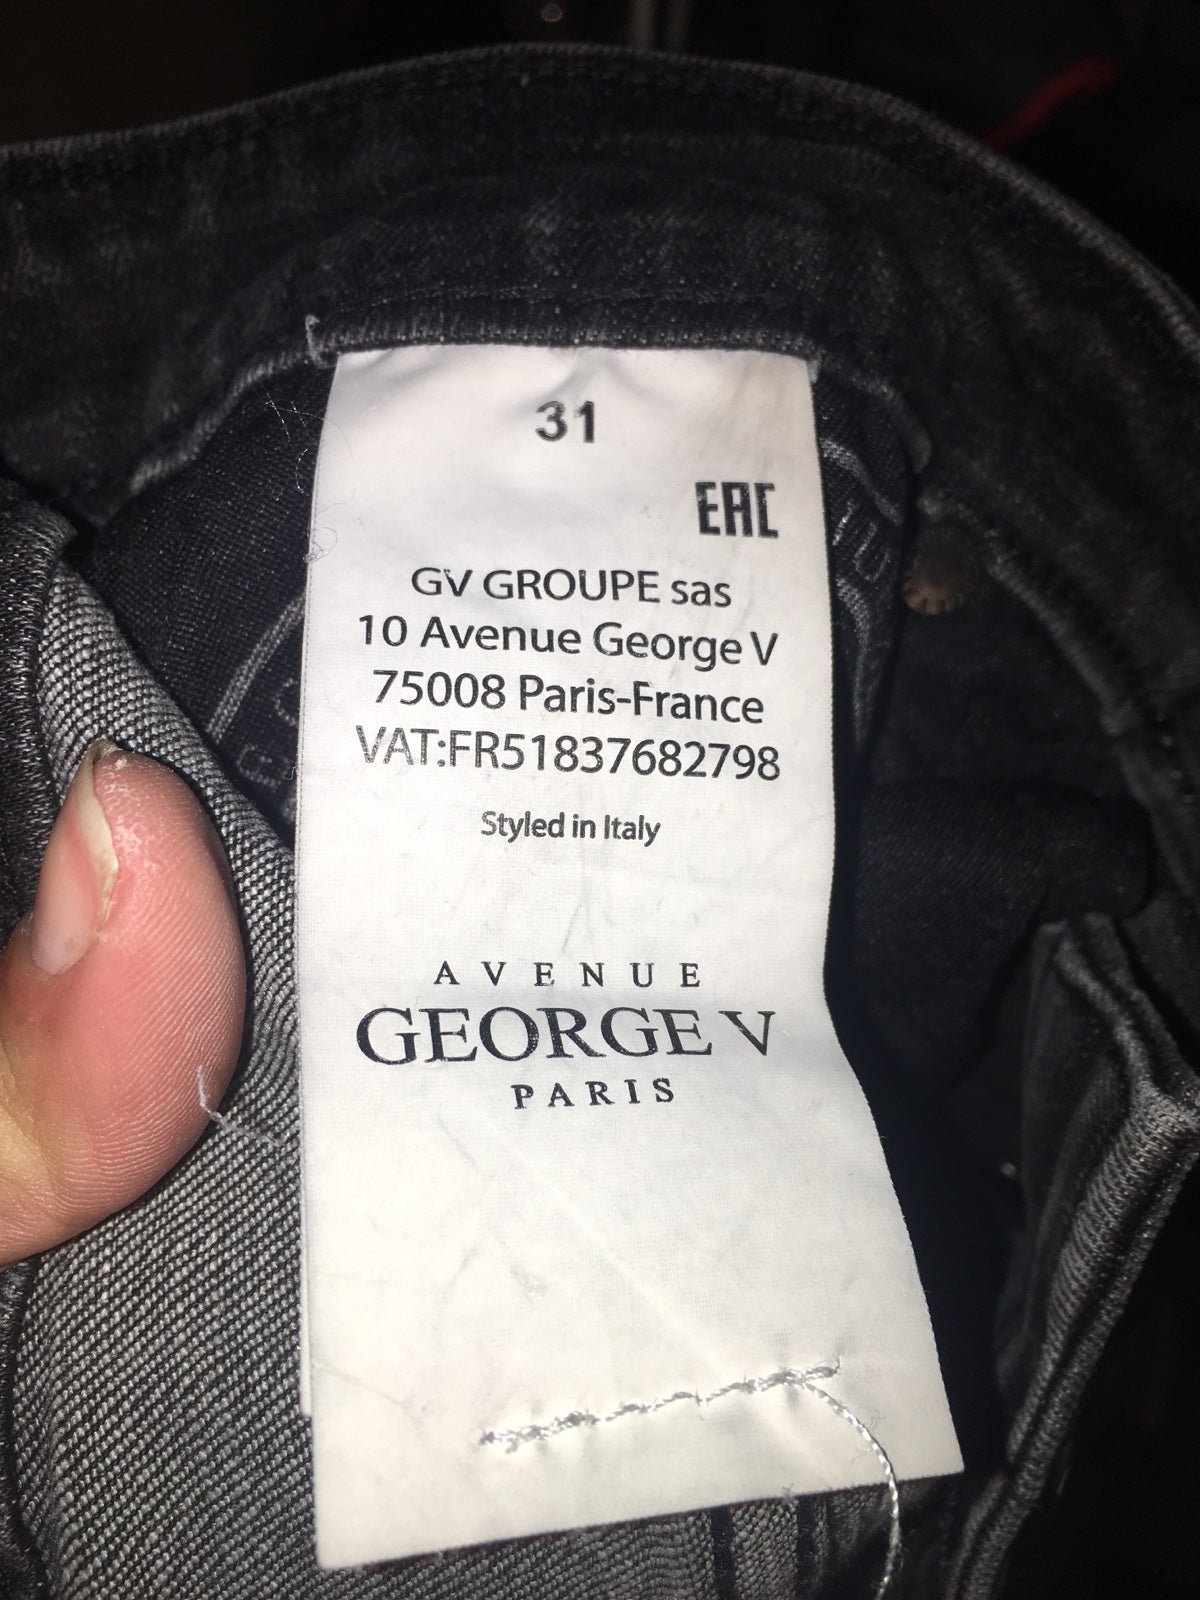 31
EAC
GV GROUPE sas
10 Avenue George V
75008 Paris-France
VAT:FR51837682798
Styled in Italy
AVENUE
GEORGE V
PARIS